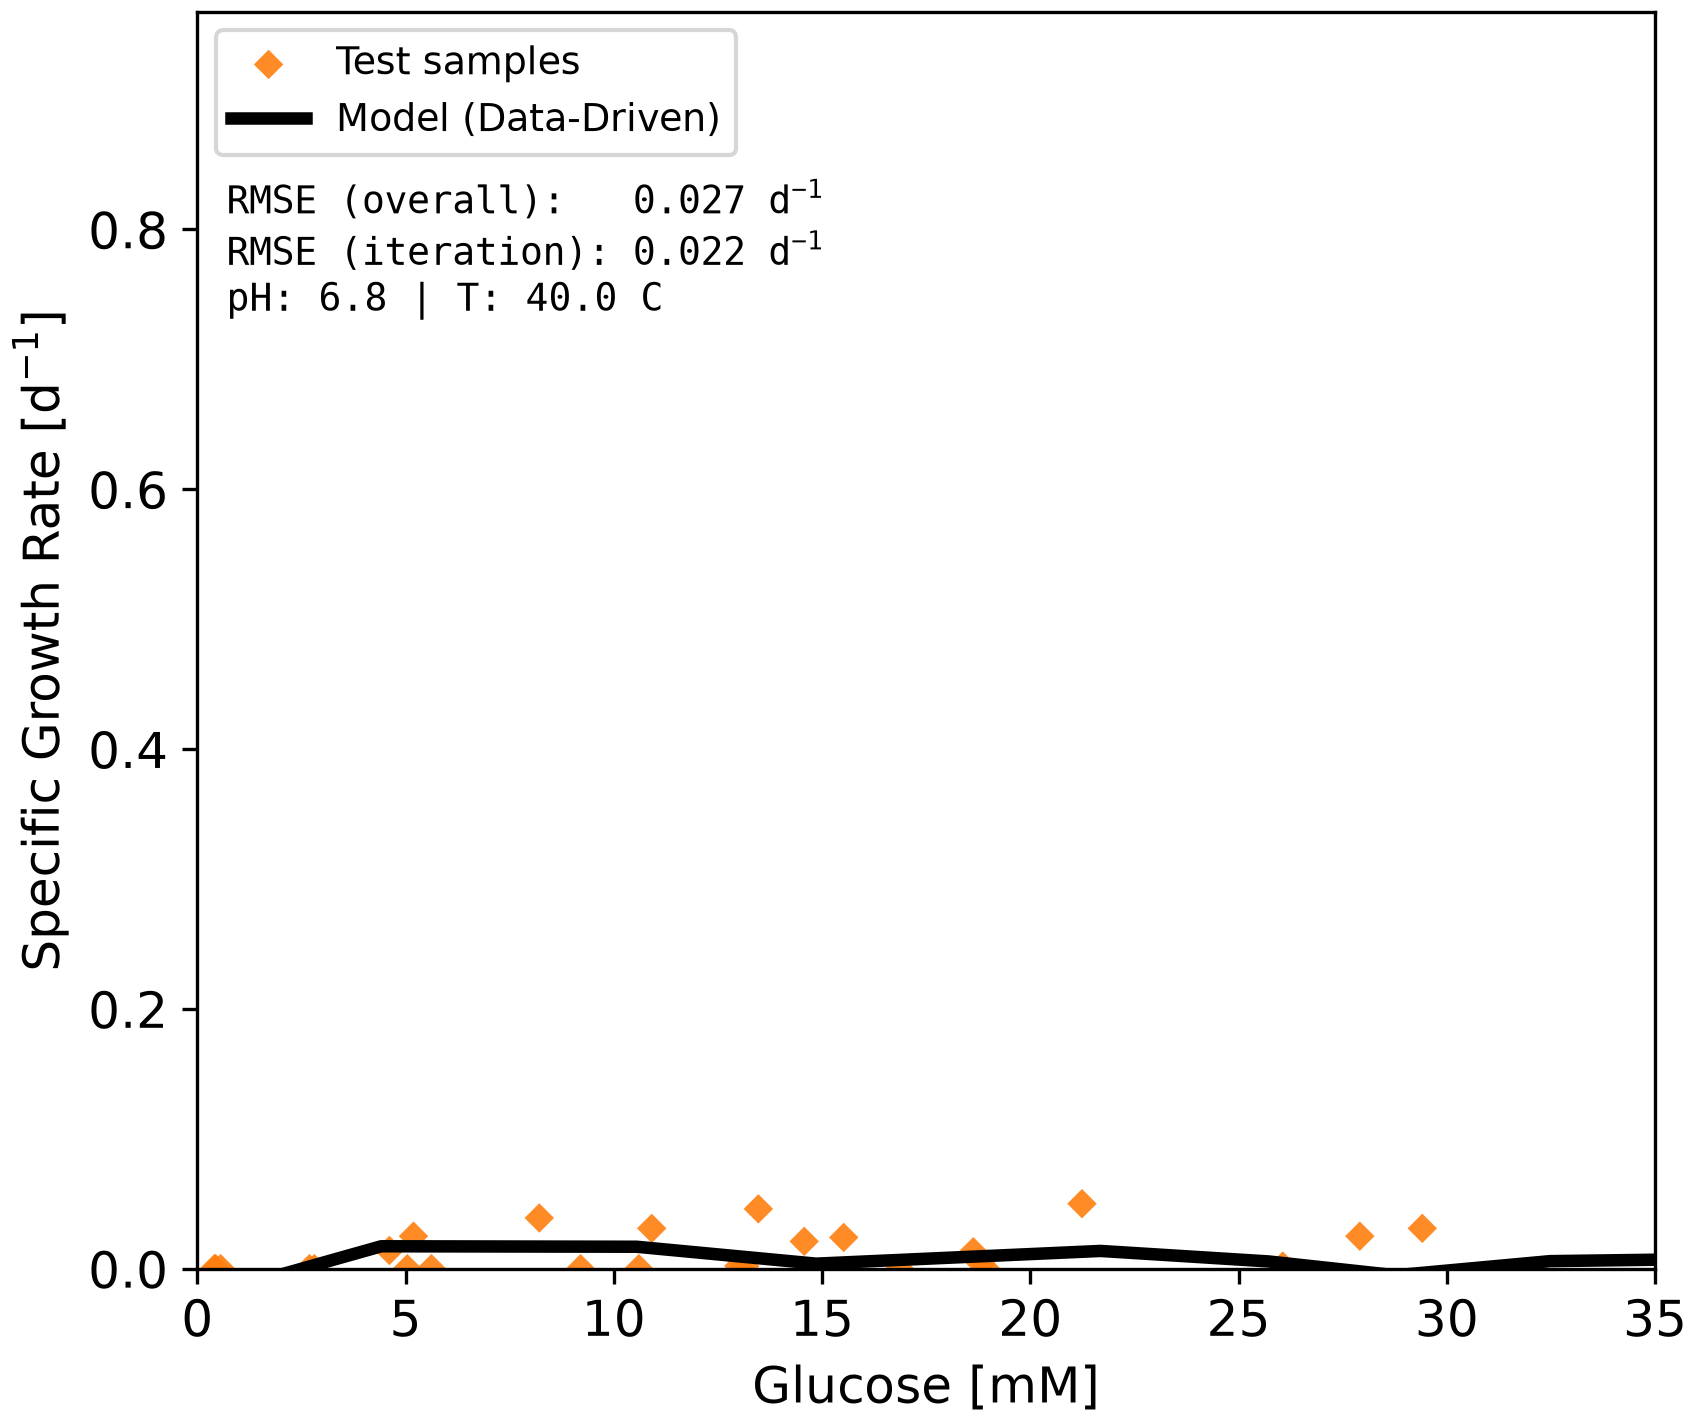 Test samples
Model (Data-Driven)
RMSE (overall):   0.027 d⁻¹
RMSE (iteration): 0.022 d⁻¹
pH: 6.8 | T: 40.0 C
Specific Growth Rate [d⁻¹]
0.8
0.6
0.4
0.2
0.0
0 5 10 15 20 25 30 35
Glucose [mM]